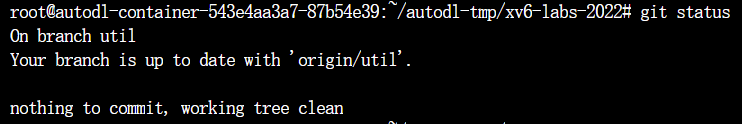 root@autodl-container-543e4aa3a7-87b54e39:~/autodl-tmp/xv6-labs-2022# git status
On branch util
Your branch is up to date with 'origin/util'.
nothing to commit, working tree clean